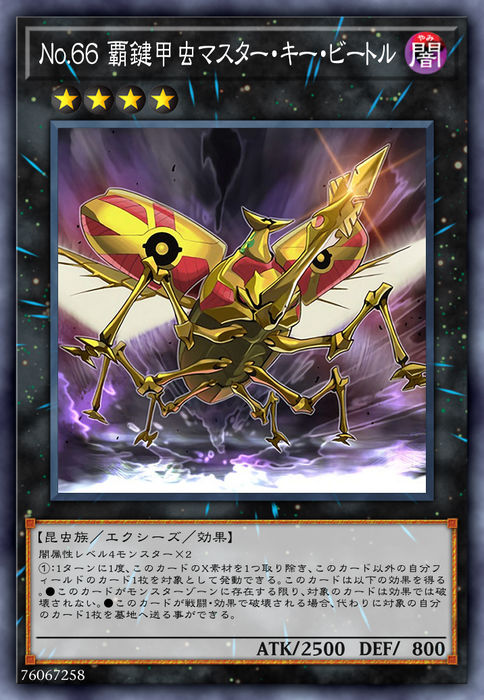 No.66 覇鍵甲虫マスター・キー・ビートル
やみ
闇
【昆虫族／エクシーズ／効果】
闇属性レベル4モンスター×2
①:1ターンに1度、このカードのX素材を1つ取り除き、このカード以外の自分フ
ィールドのカード1枚を対象として発動できる。このカードは以下の効果を得る
。●このカードがモンスターゾーンに存在する限り、対象のカードは効果では破
壊されない。●このカードが戦闘・効果で破壊される場合、代わりに対象の自分
のカード1枚を墓地へ送る事ができる。
ATK/2500 DEF/ 800
76067258